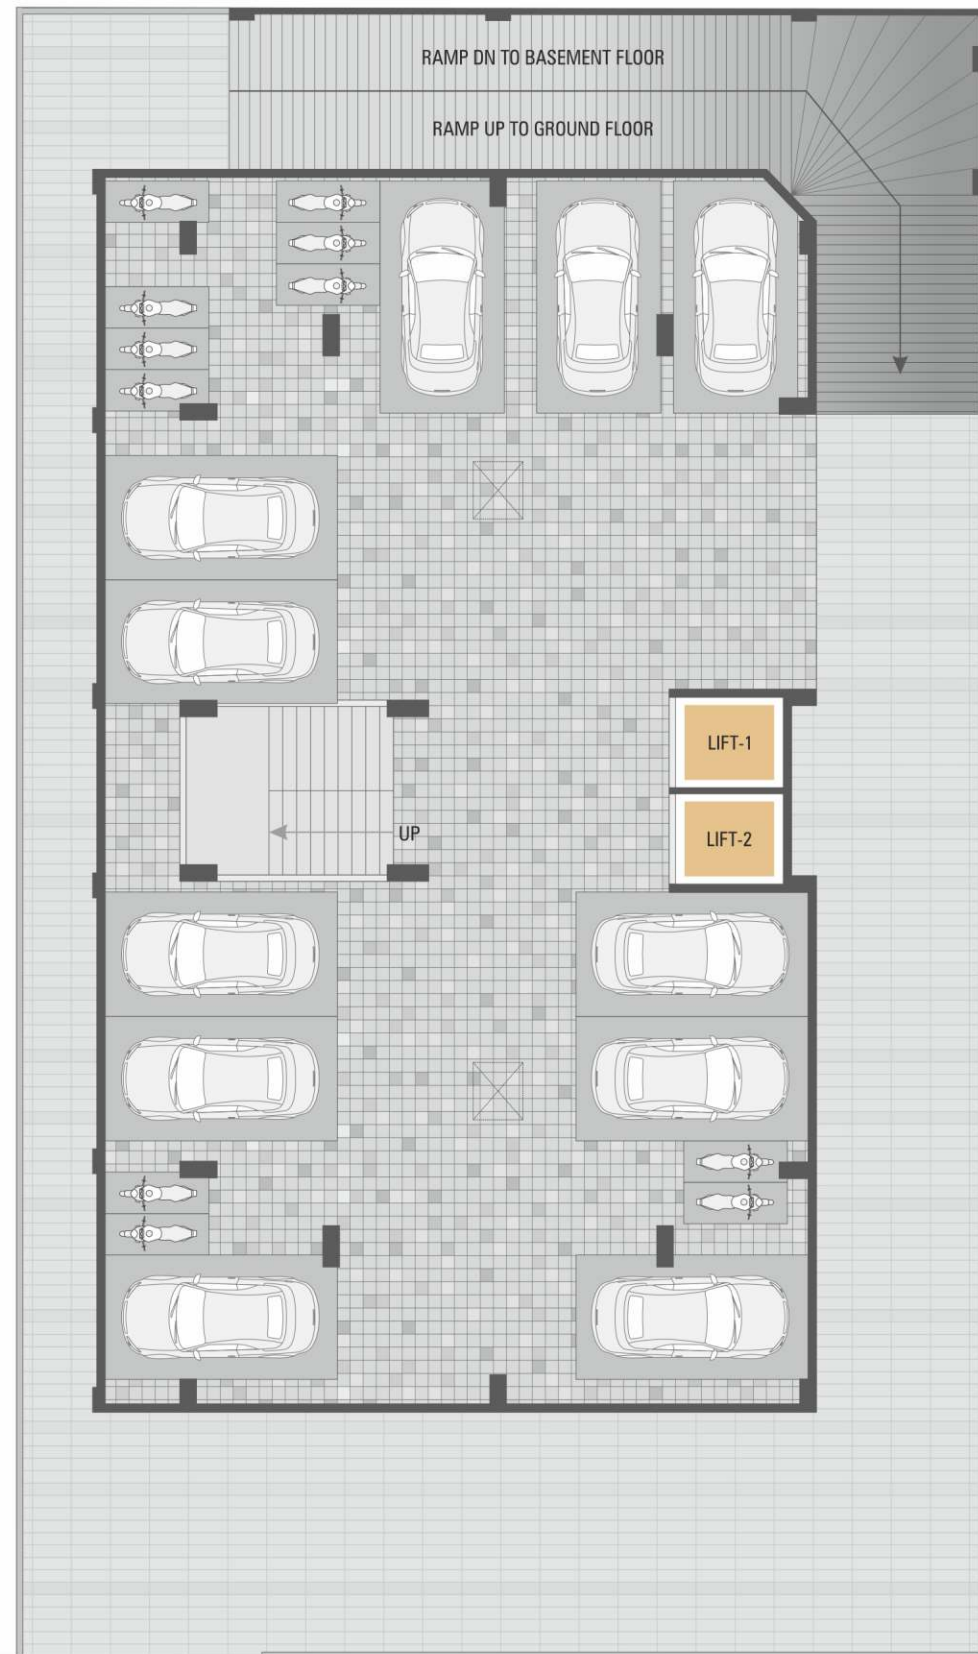 RAMP DN TO BASEMENT FLOOR
RAMP UP TO GROUND FLOOR
LIFT-1
LIFT-2
UP